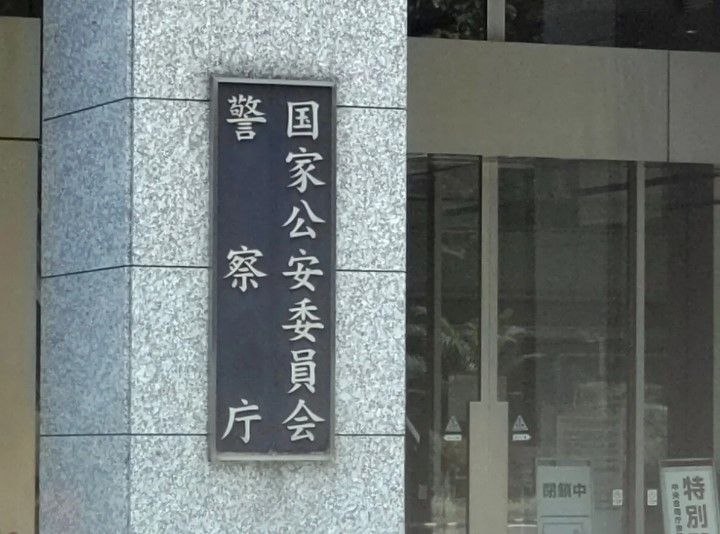 国家公安委員会
警察庁
閉鎖中
特別